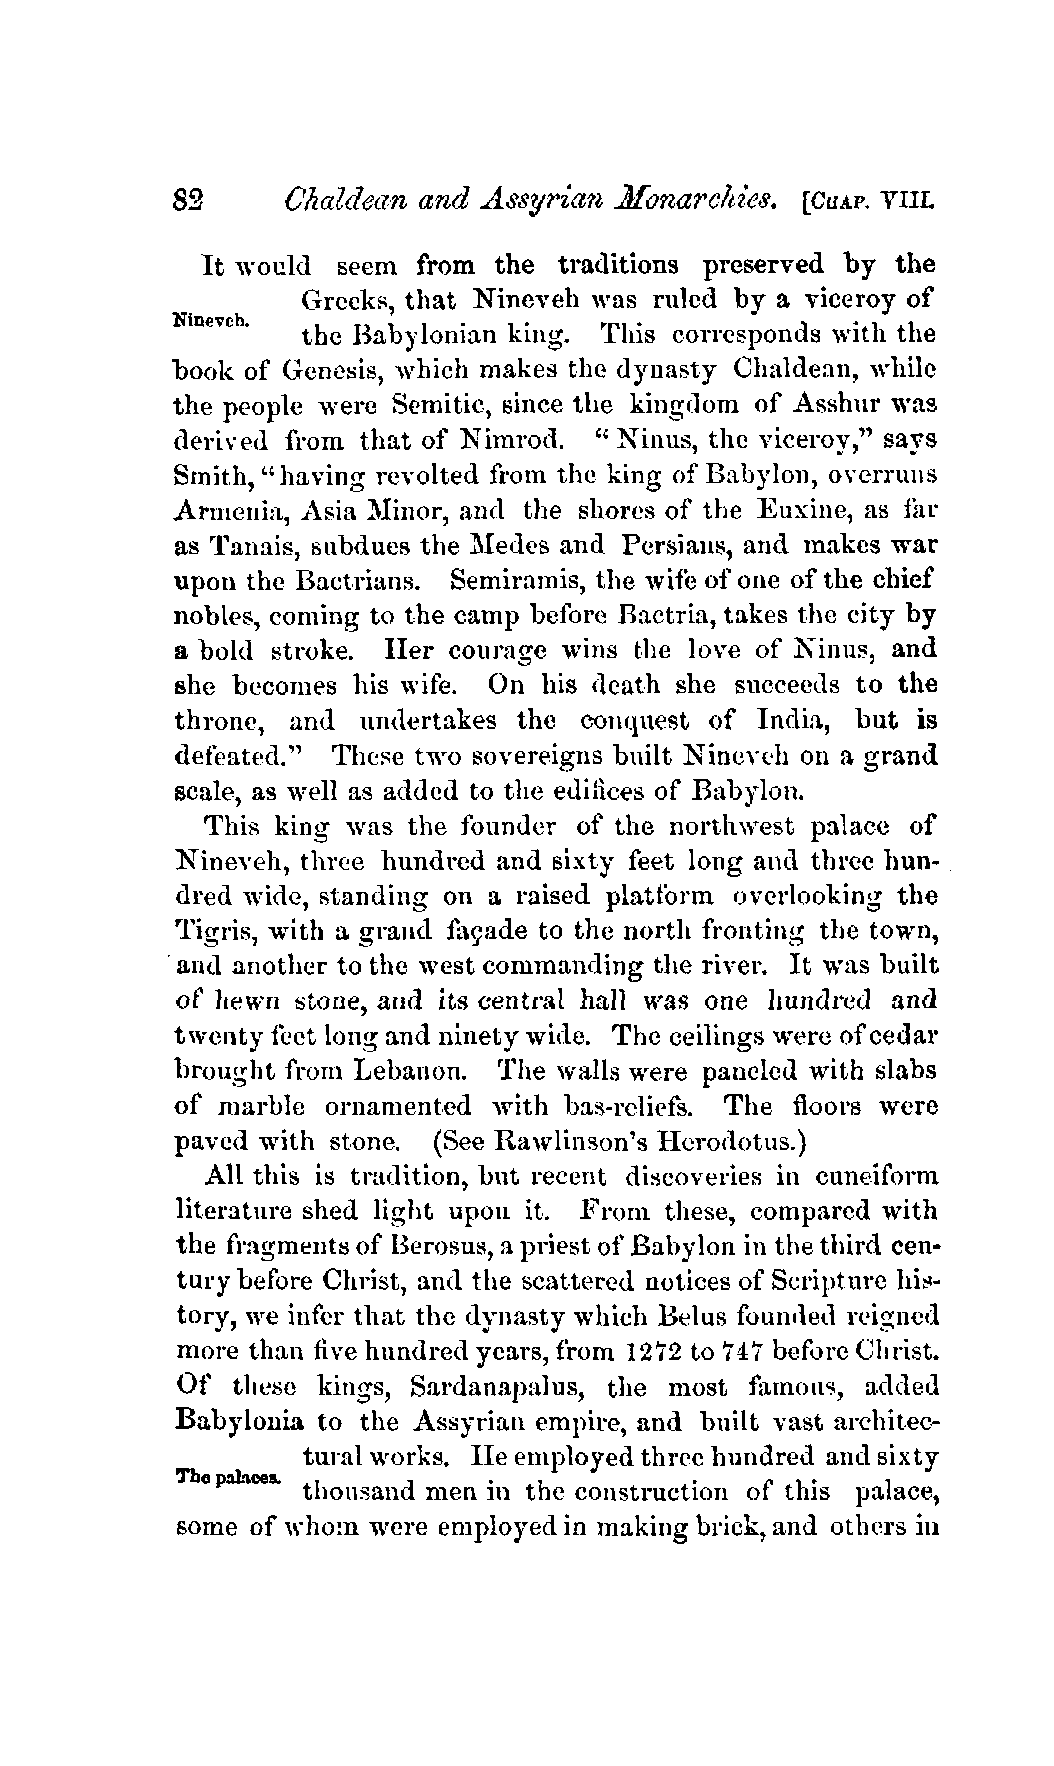 82 Chaldean and Assyrian Monarchies. [CHAP. VIII.
It would seem from the traditions preserved by the
Greeks, that Nineveh was ruled by a viceroy of
Nineveh.
the Babylonian king. This corresponds with the
book of Genesis, which makes the dynasty Chaldean, while
the people were Semitic, since the kingdom of Asshur was
derived from that of Nimrod. “Ninus, the viceroy,” says
Smith, “having revolted from the king of Babylon, overruns
Armenia, Asia Minor, and the shores of the Euxine, as far
as Tanais, subdues the Medes and Persians, and makes war
upon the Bactrians. Semiramis, the wife of one of the chief
nobles, coming to the camp before Bactria, takes the city by
a bold stroke. Her courage wins the love of Ninus, and
she becomes his wife. On his death she succeeds to the
throne, and undertakes the conquest of India, but is
defeated.” These two sovereigns built Nineveh on a grand
scale, as well as added to the edifices of Babylon.
This king was the founder of the northwest palace of
Nineveh, three hundred and sixty feet long and three hun-
dred wide, standing on a raised platform overlooking the
Tigris, with a grand façade to the north fronting the town,
and another to the west commanding the river. It was built
of hewn stone, and its central hall was one hundred and
twenty feet long and ninety wide. The ceilings were of cedar
brought from Lebanon. The walls were paneled with slabs
of marble ornamented with bas-reliefs. The floors were
paved with stone. (See Rawlinson's Herodotus.)
All this is tradition, but recent discoveries in cuneiform
literature shed light upon it. From these, compared with
the fragments of Berosus, a priest of Babylon in the third cen-
tury before Christ, and the scattered notices of Scripture his-
tory, we infer that the dynasty which Belus founded reigned
more than five hundred years, from 1272 to 747 before Christ.
Of these kings, Sardanapalus, the most famous, added
Babylonia to the Assyrian empire, and built vast architec-
tural works. He employed three hundred and sixty
The palaces.
thousand men in the construction of this palace,
some of whom were employed in making brick, and others in